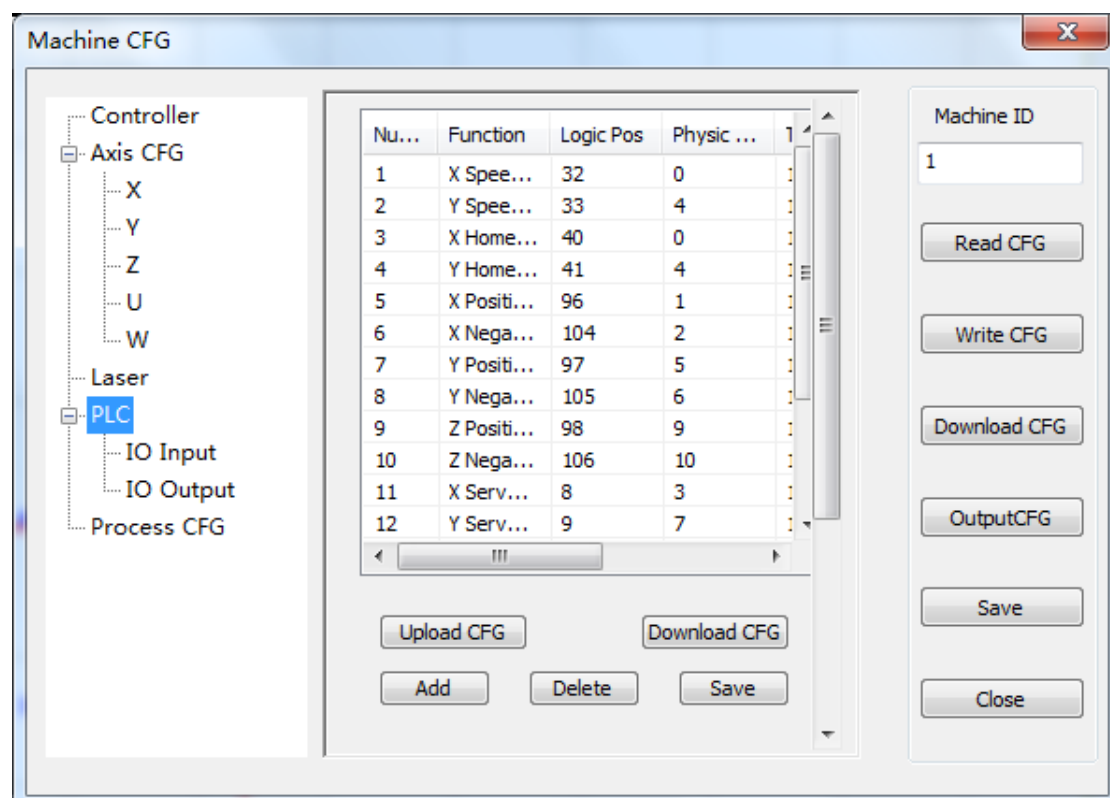 Machine CFG
Controller
Axis CFG
X
Y
Z
U
W
Laser
PLC
IO Input
IO Output
Process CFG
Nu... Function Logic Pos Physic ...
1 X Spee... 32 0
2 Y Spee... 33 4
3 X Home... 40 0
4 Y Home... 41 4
5 X Positi... 96 1
6 X Nega... 104 2
7 Y Positi... 97 5
8 Y Nega... 105 6
9 Z Positi... 98 9
10 Z Nega... 106 10
11 X Serv... 8 3
12 Y Serv... 9 7
Upload CFG Download CFG
Add Delete Save
Machine ID
1
Read CFG
Write CFG
Download CFG
OutputCFG
Save
Close